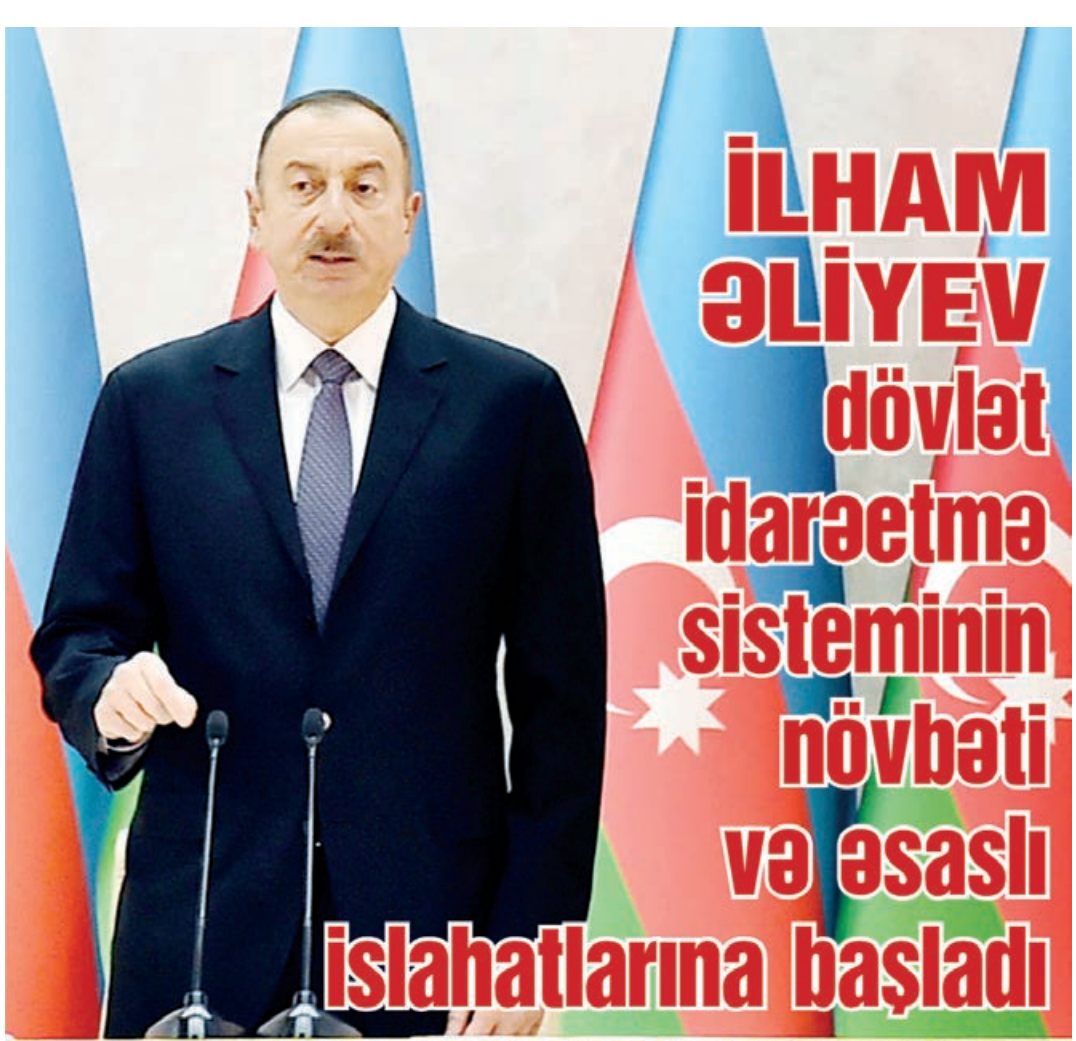 İLHAM
ƏLİYEV
dövlət
idarəetmə
sisteminin
növbəti
və əsaslı
islahatlarına başladı